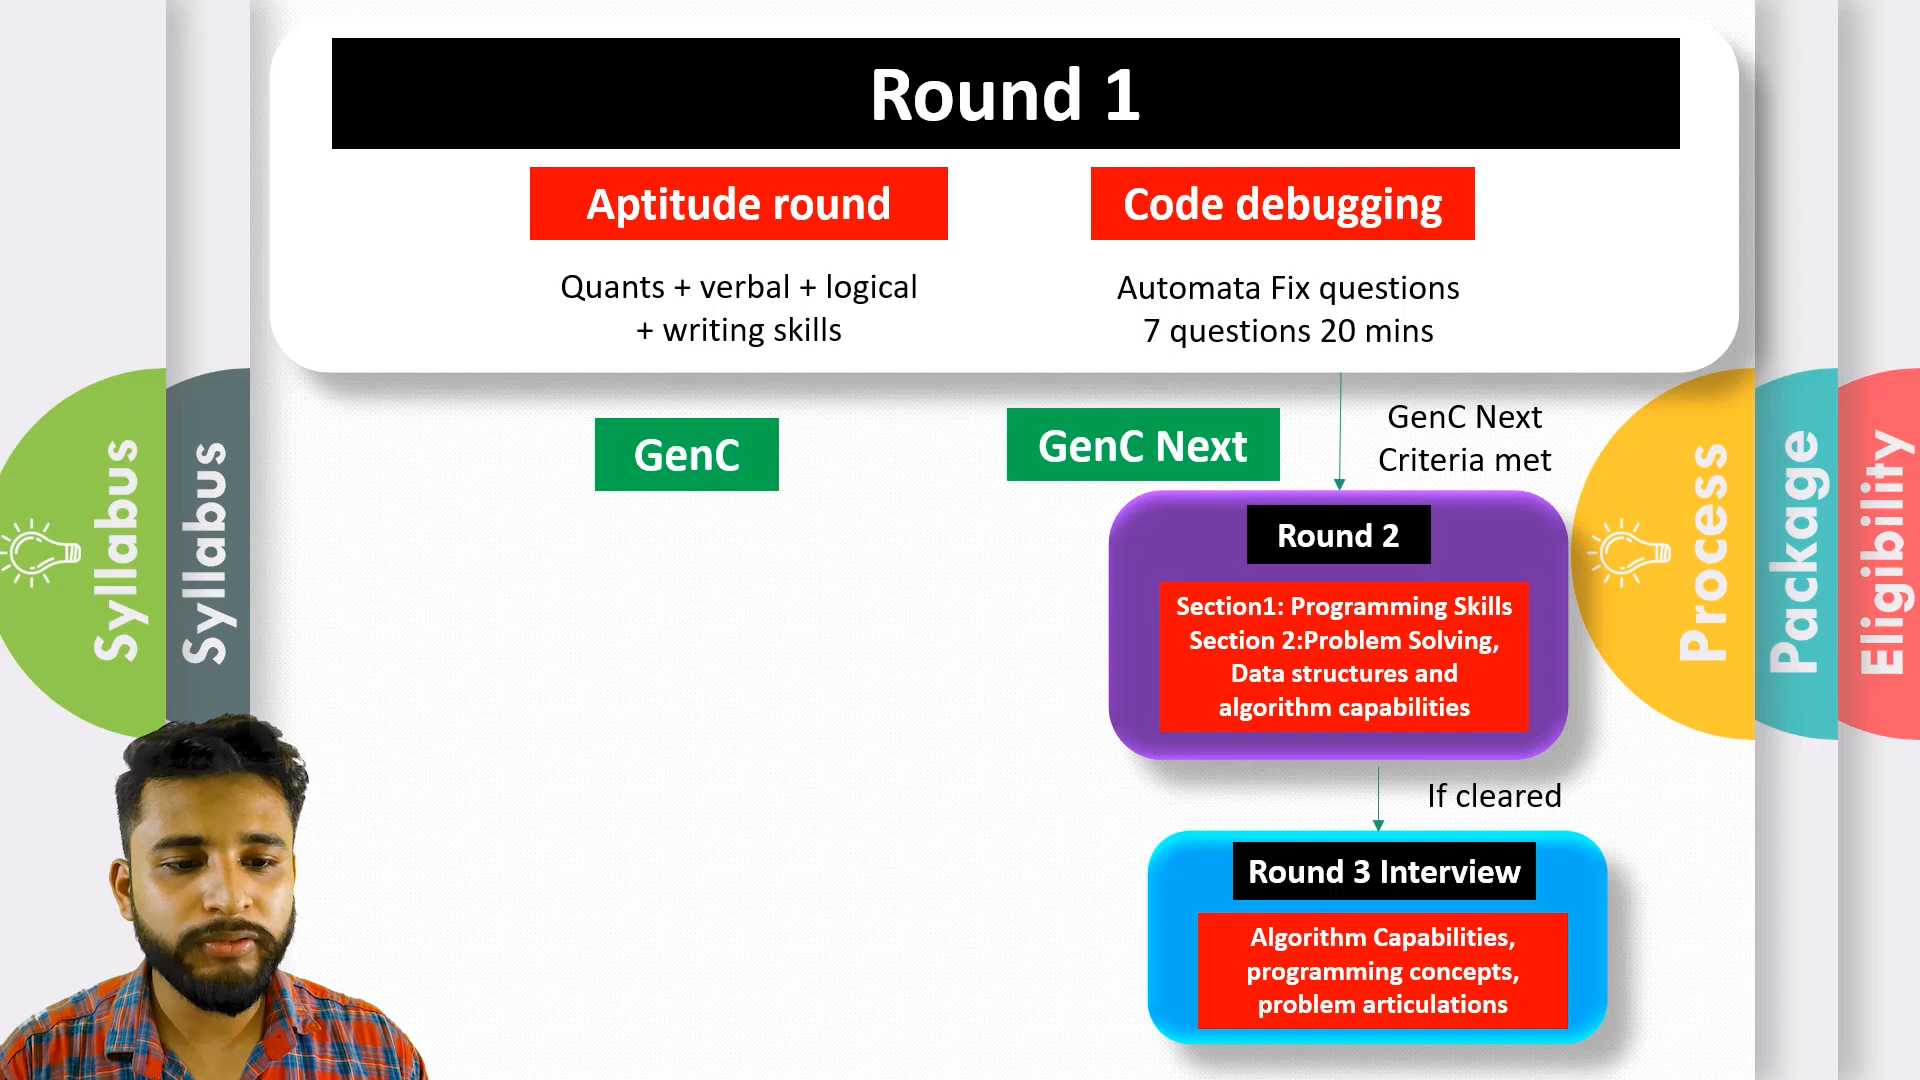 Round 1
Aptitude round
Code debugging
Quants + verbal + logical
+ writing skills
Automata Fix questions
7 questions 20 mins
GenC
GenC Next
GenC Next
Criteria met
Round 2
Section1: Programming Skills
Section 2:Problem Solving,
Data structures and
algorithm capabilities
If cleared
Round 3 Interview
Algorithm Capabilities,
programming concepts,
problem articulations
Syllabus
Syllabus
Process
Package
Eligibility